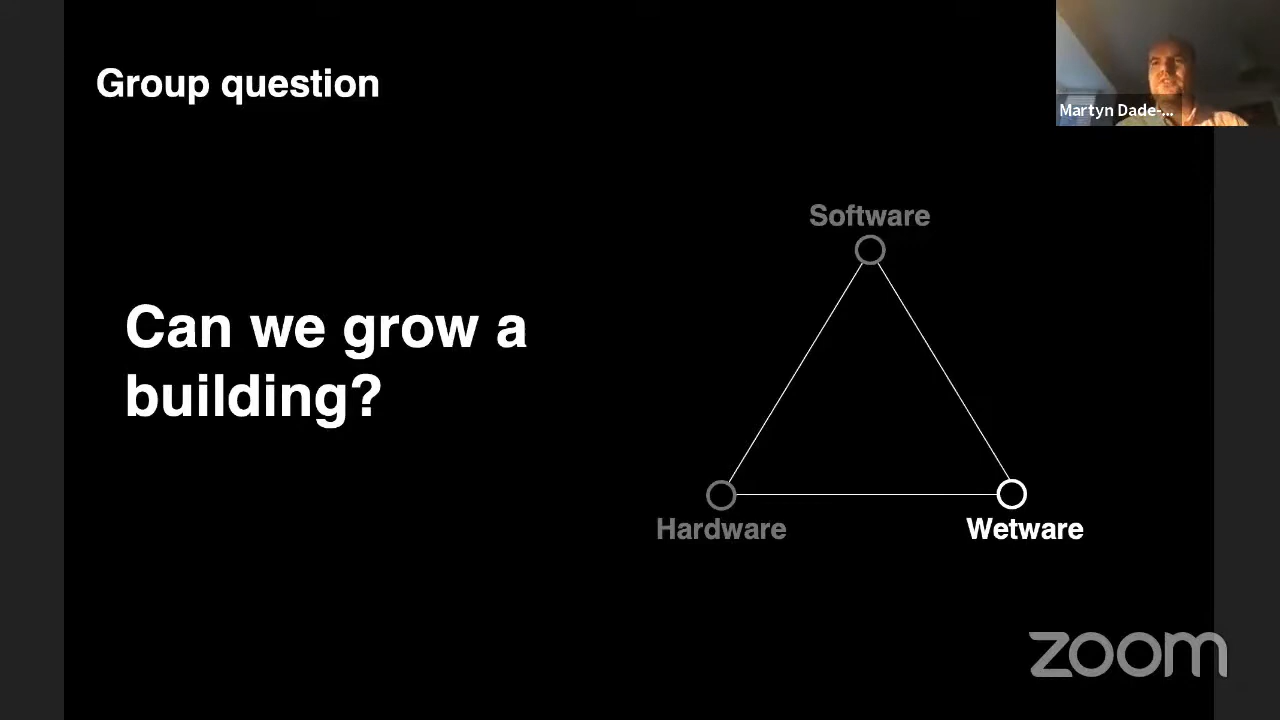 Group question
Martyn Dade-...
Software
Can we grow a
building?
Hardware
Wetware
zoom